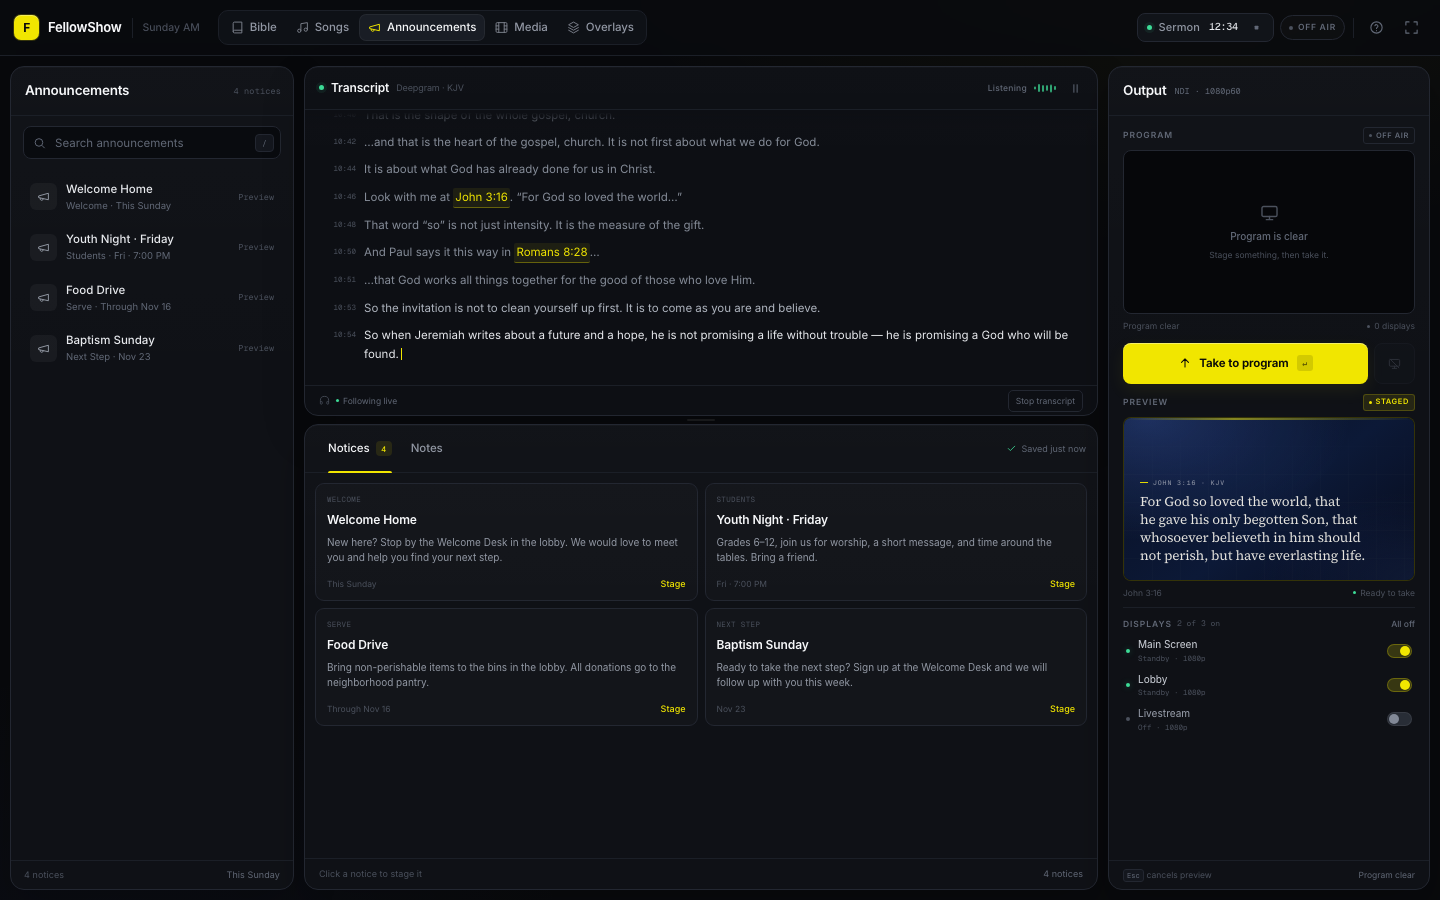 F FellowShow Sunday AM Bible Songs Announcements Media Overlays Sermon 12:34 OFF AIR
Announcements 4 notices
Search announcements /
Welcome Home
Welcome · This Sunday
Preview
Youth Night · Friday
Students · Fri · 7:00 PM
Preview
Food Drive
Serve · Through Nov 16
Preview
Baptism Sunday
Next Step · Nov 23
Preview
4 notices This Sunday
Transcript Deepgram · KJV Listening
That is the shape of the whole gospel, church.
10:42 …and that is the heart of the gospel, church. It is not first about what we do for God.
10:44 It is about what God has already done for us in Christ.
10:46 Look with me at John 3:16. “For God so loved the world…”
10:48 That word “so” is not just intensity. It is the measure of the gift.
10:50 And Paul says it this way in Romans 8:28…
10:51 …that God works all things together for the good of those who love Him.
10:53 So the invitation is not to clean yourself up first. It is to come as you are and believe.
10:54 So when Jeremiah writes about a future and a hope, he is not promising a life without trouble — he is promising a God who will be
found.
Following live Stop transcript
Notices 4 Notes Saved just now
WELCOME
Welcome Home
New here? Stop by the Welcome Desk in the lobby. We would love to meet
you and help you find your next step.
This Sunday Stage
STUDENTS
Youth Night · Friday
Grades 6–12, join us for worship, a short message, and time around the
tables. Bring a friend.
Fri · 7:00 PM Stage
SERVE
Food Drive
Bring non-perishable items to the bins in the lobby. All donations go to the
neighborhood pantry.
Through Nov 16 Stage
NEXT STEP
Baptism Sunday
Ready to take the next step? Sign up at the Welcome Desk and we will
follow up with you this week.
Nov 23 Stage
Click a notice to stage it 4 notices
Output NDI · 1080p60
PROGRAM OFF AIR
Program is clear
Stage something, then take it.
Program clear 0 displays
Take to program ↵
PREVIEW STAGED
JOHN 3:16 · KJV
For God so loved the world, that
he gave his only begotten Son, that
whosoever believeth in him should
not perish, but have everlasting life.
John 3:16 Ready to take
DISPLAYS 2 of 3 on All off
Main Screen
Standby · 1080p
Lobby
Standby · 1080p
Livestream
Off · 1080p
Esc cancels preview Program clear